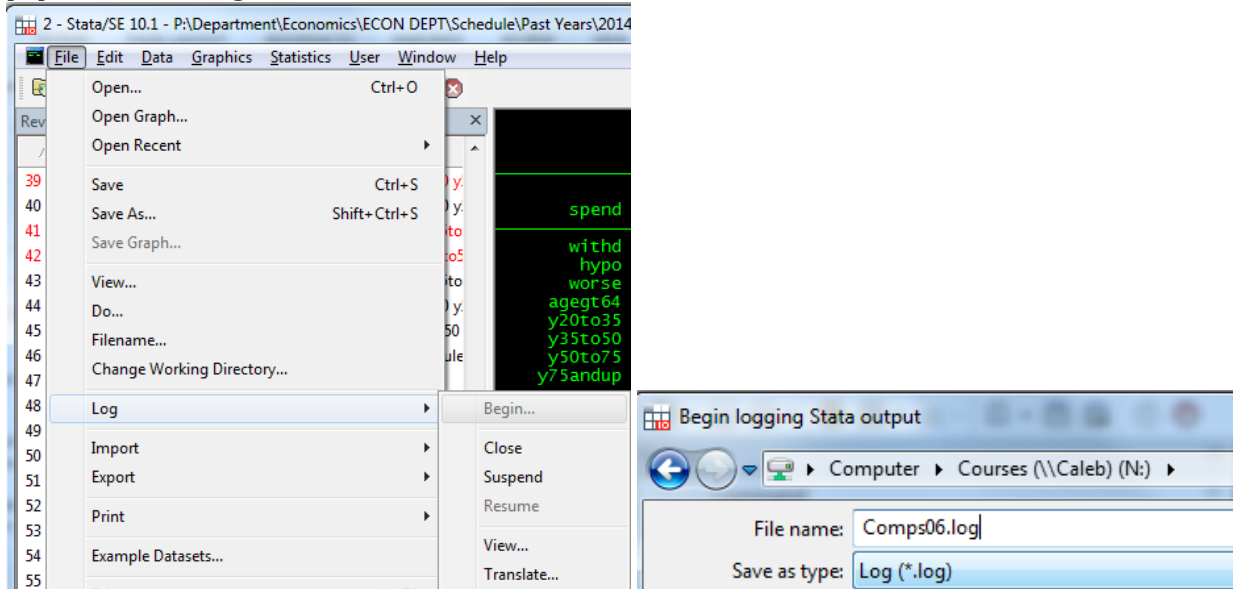 2 - Stata/SE 10.1 - P:\Department\Economics\ECON DEPT\Schedule\Past Years\2014
File Edit Data Graphics Statistics User Window Help
Open... Ctrl+O
Open Graph...
Rev
Open Recent
39
Save Ctrl+S
40
Save As... Shift+Ctrl+S
spend
41
Save Graph...
42
withd
hypo
43
View...
worse
44
Do...
agegt64
y20to35
45
Filename...
y35to50
46
Change Working Directory...
y50to75
47
y75andup
48
Log
Begin...
49
Import
Close
50
51
Export
Suspend
52
Resume
53
Print
View...
54
Example Datasets...
Translate...
55
Begin logging Stata output
Computer Courses (\\Caleb) (N:)
File name: Comps06.log
Save as type: Log (*.log)